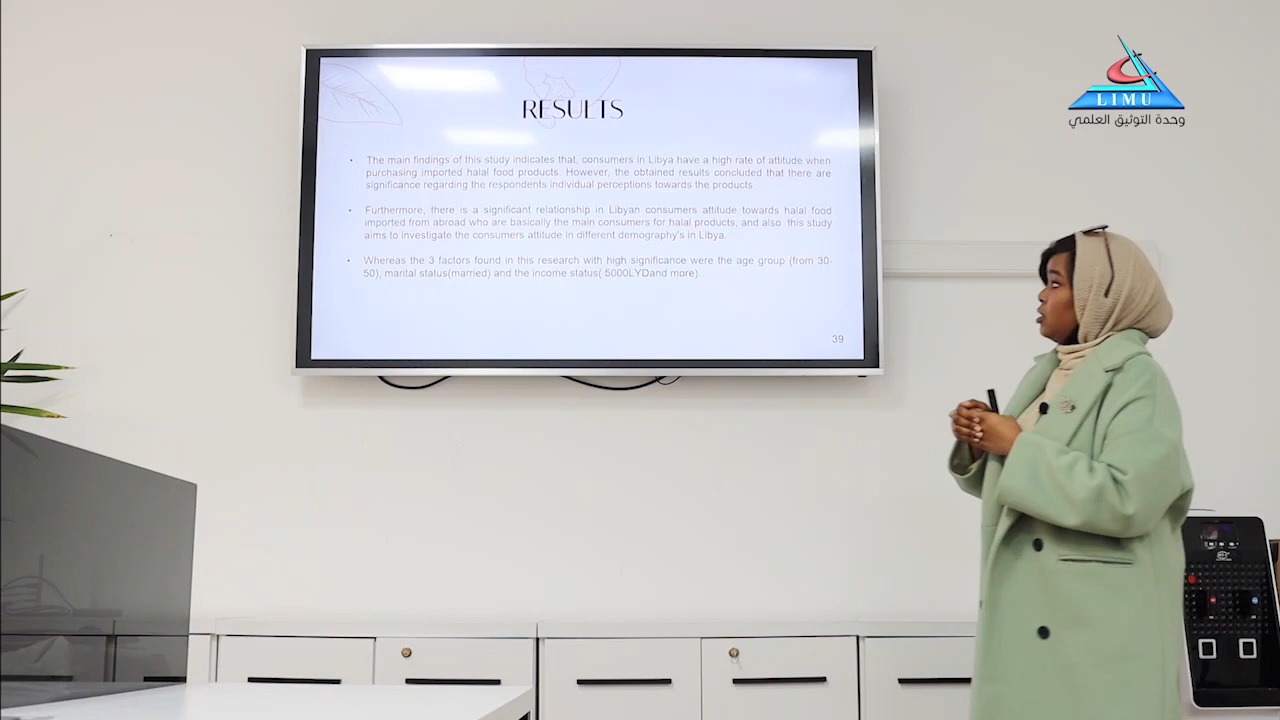 LIMU
وحدة التوثيق العلمي
RESULTS
• The main findings of this study indicates that, consumers in Libya have a high rate of attitude when
purchasing imported halal food products. However, the obtained results concluded that there are
significance regarding the respondents individual perceptions towards the products.
• Furthermore, there is a significant relationship in Libyan consumers attitude towards halal food
imported from abroad who are basically the main consumers for halal products, and also this study
aims to investigate the consumers attitude in different demography's in Libya.
• Whereas the 3 factors found in this research with high significance were the age group (from 30-
50), marital status(married) and the income status( 5000LYDand more)
39